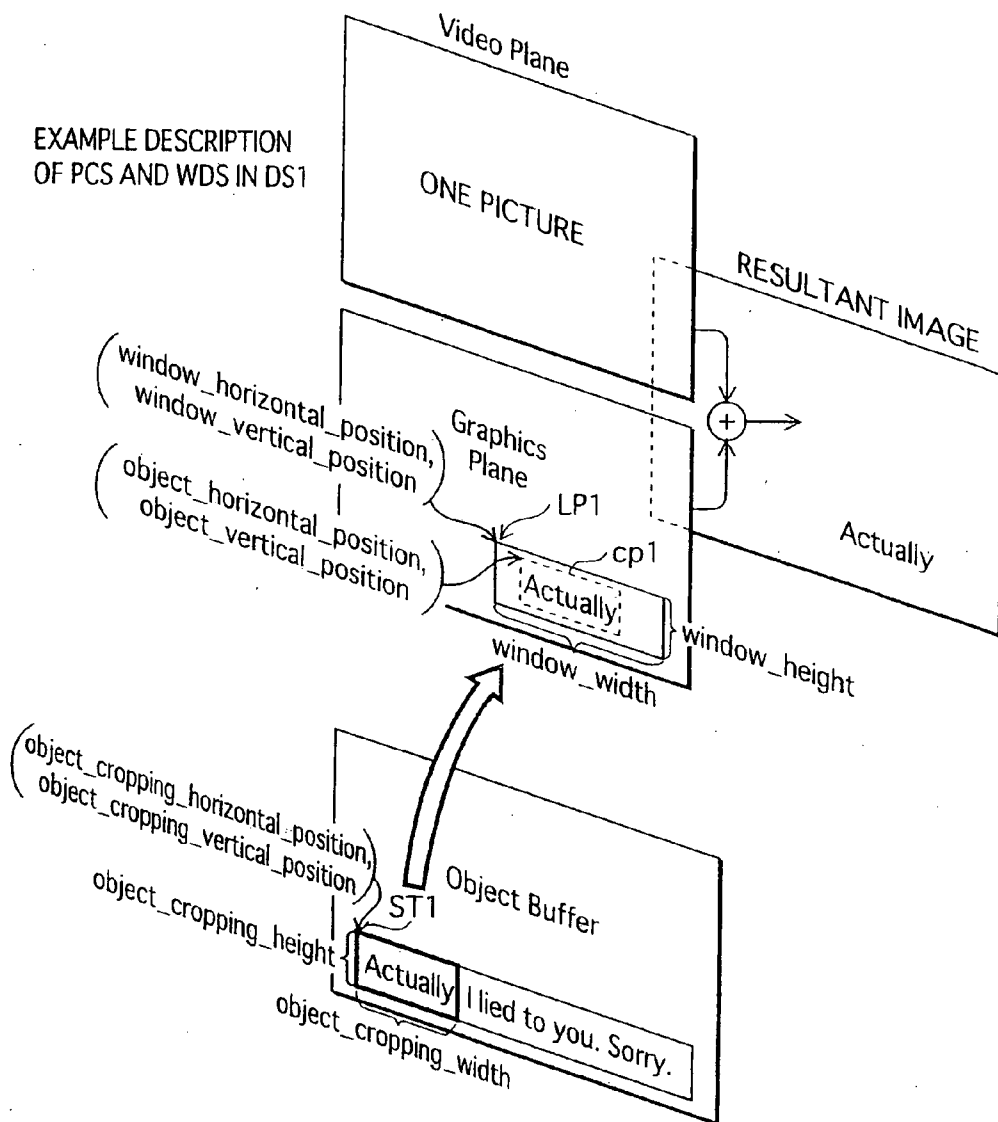 Video Plane
EXAMPLE DESCRIPTION
OF PCS AND WDS IN DS1
ONE PICTURE
RESULTANT IMAGE
(window_horizontal_position,
window_vertical_position)
Graphics
Plane
(object_horizontal_position,
object_vertical_position)
LP1
cp1
+
Actually
Actually
window_height
window_width
(object_cropping_horizontal_position,
object_cropping_vertical_position)
Object Buffer
ST1
object_cropping_height
Actually
I lied to you. Sorry.
object_cropping_width